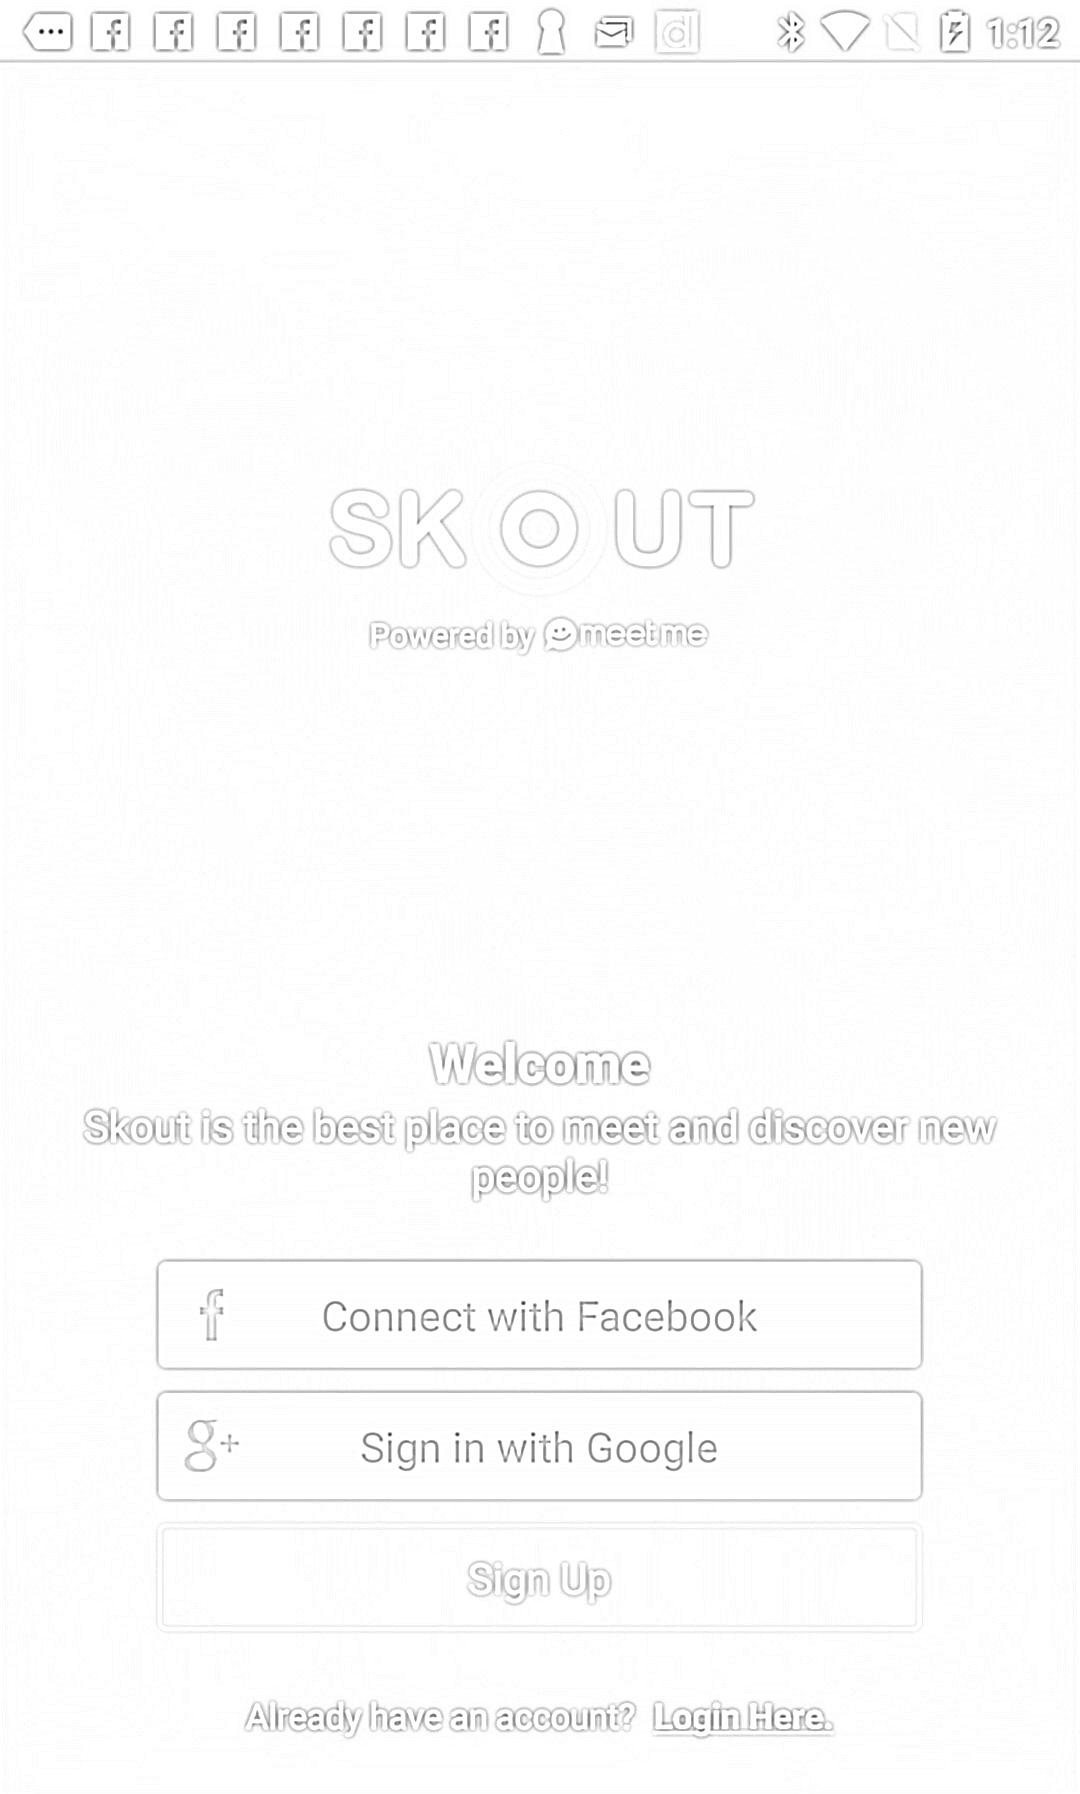 1:12
SKOUT
Powered by meetme
Welcome
Skout is the best place to meet and discover new
people!
f Connect with Facebook
g+ Sign in with Google
Sign Up
Already have an account? Login Here.